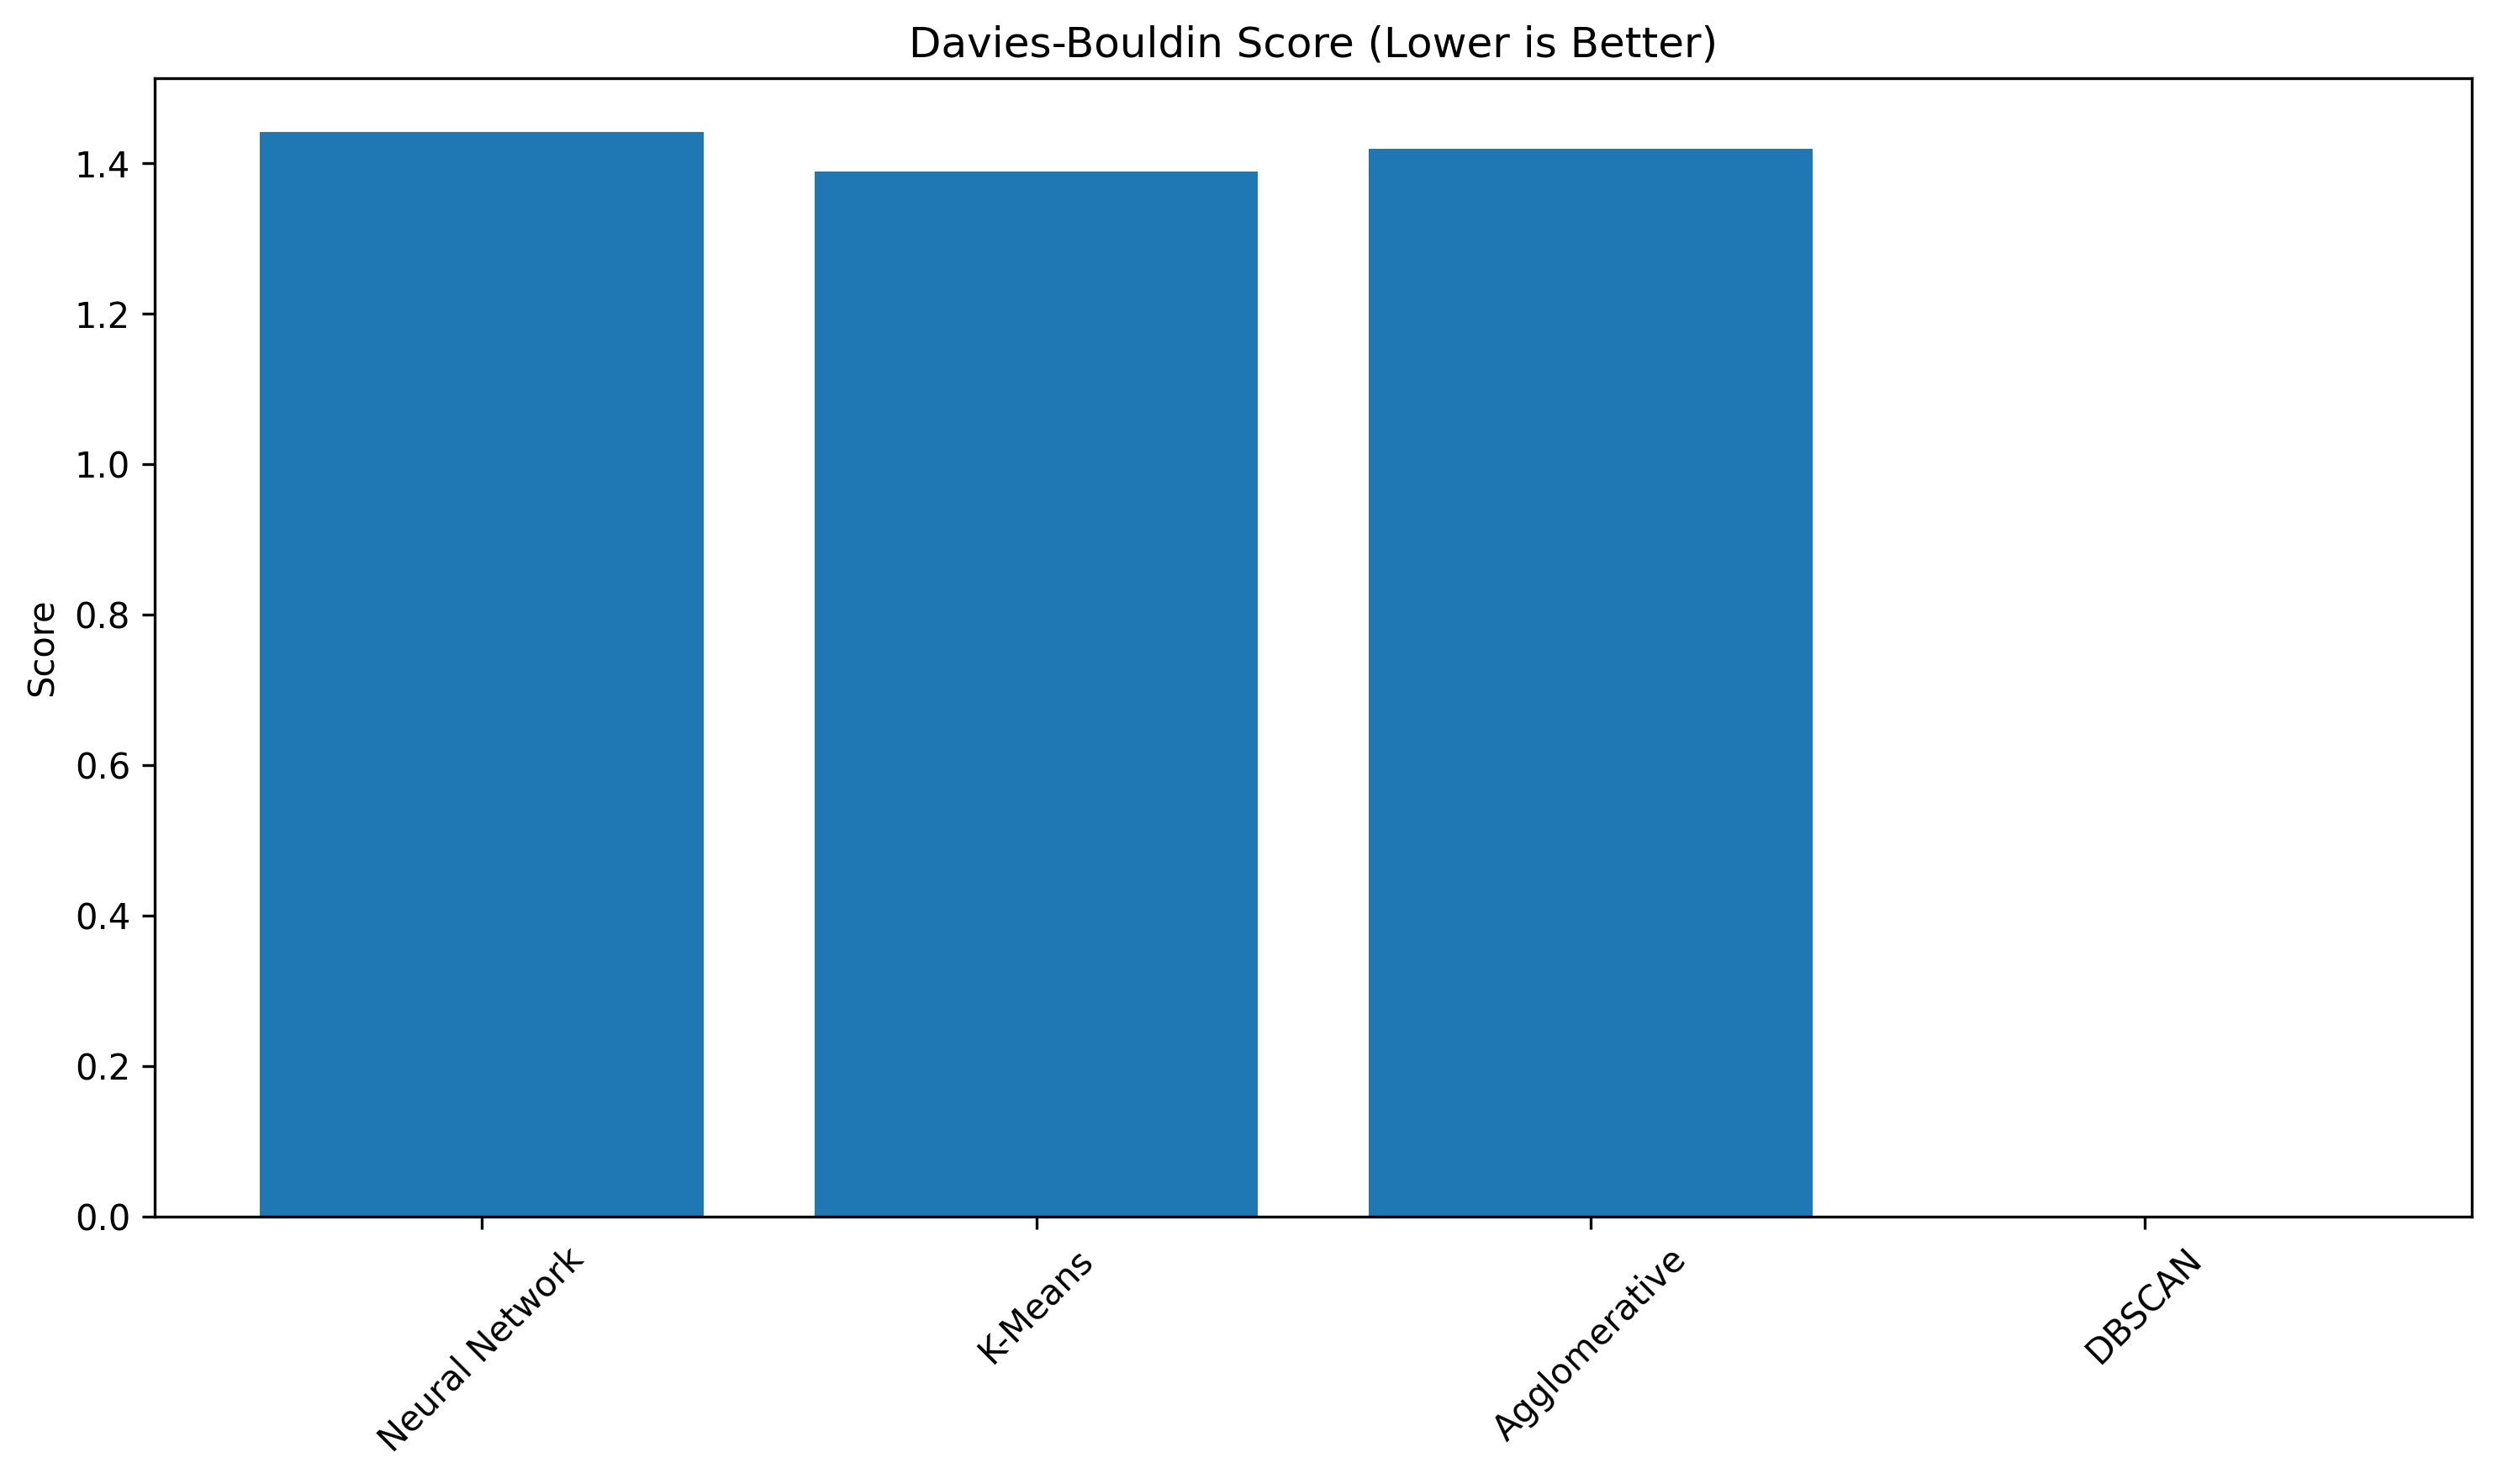 Davies-Bouldin Score (Lower is Better)
Score
1.4
1.2
1.0
0.8
0.6
0.4
0.2
0.0
Neural Network
K-Means
Agglomerative
DBSCAN